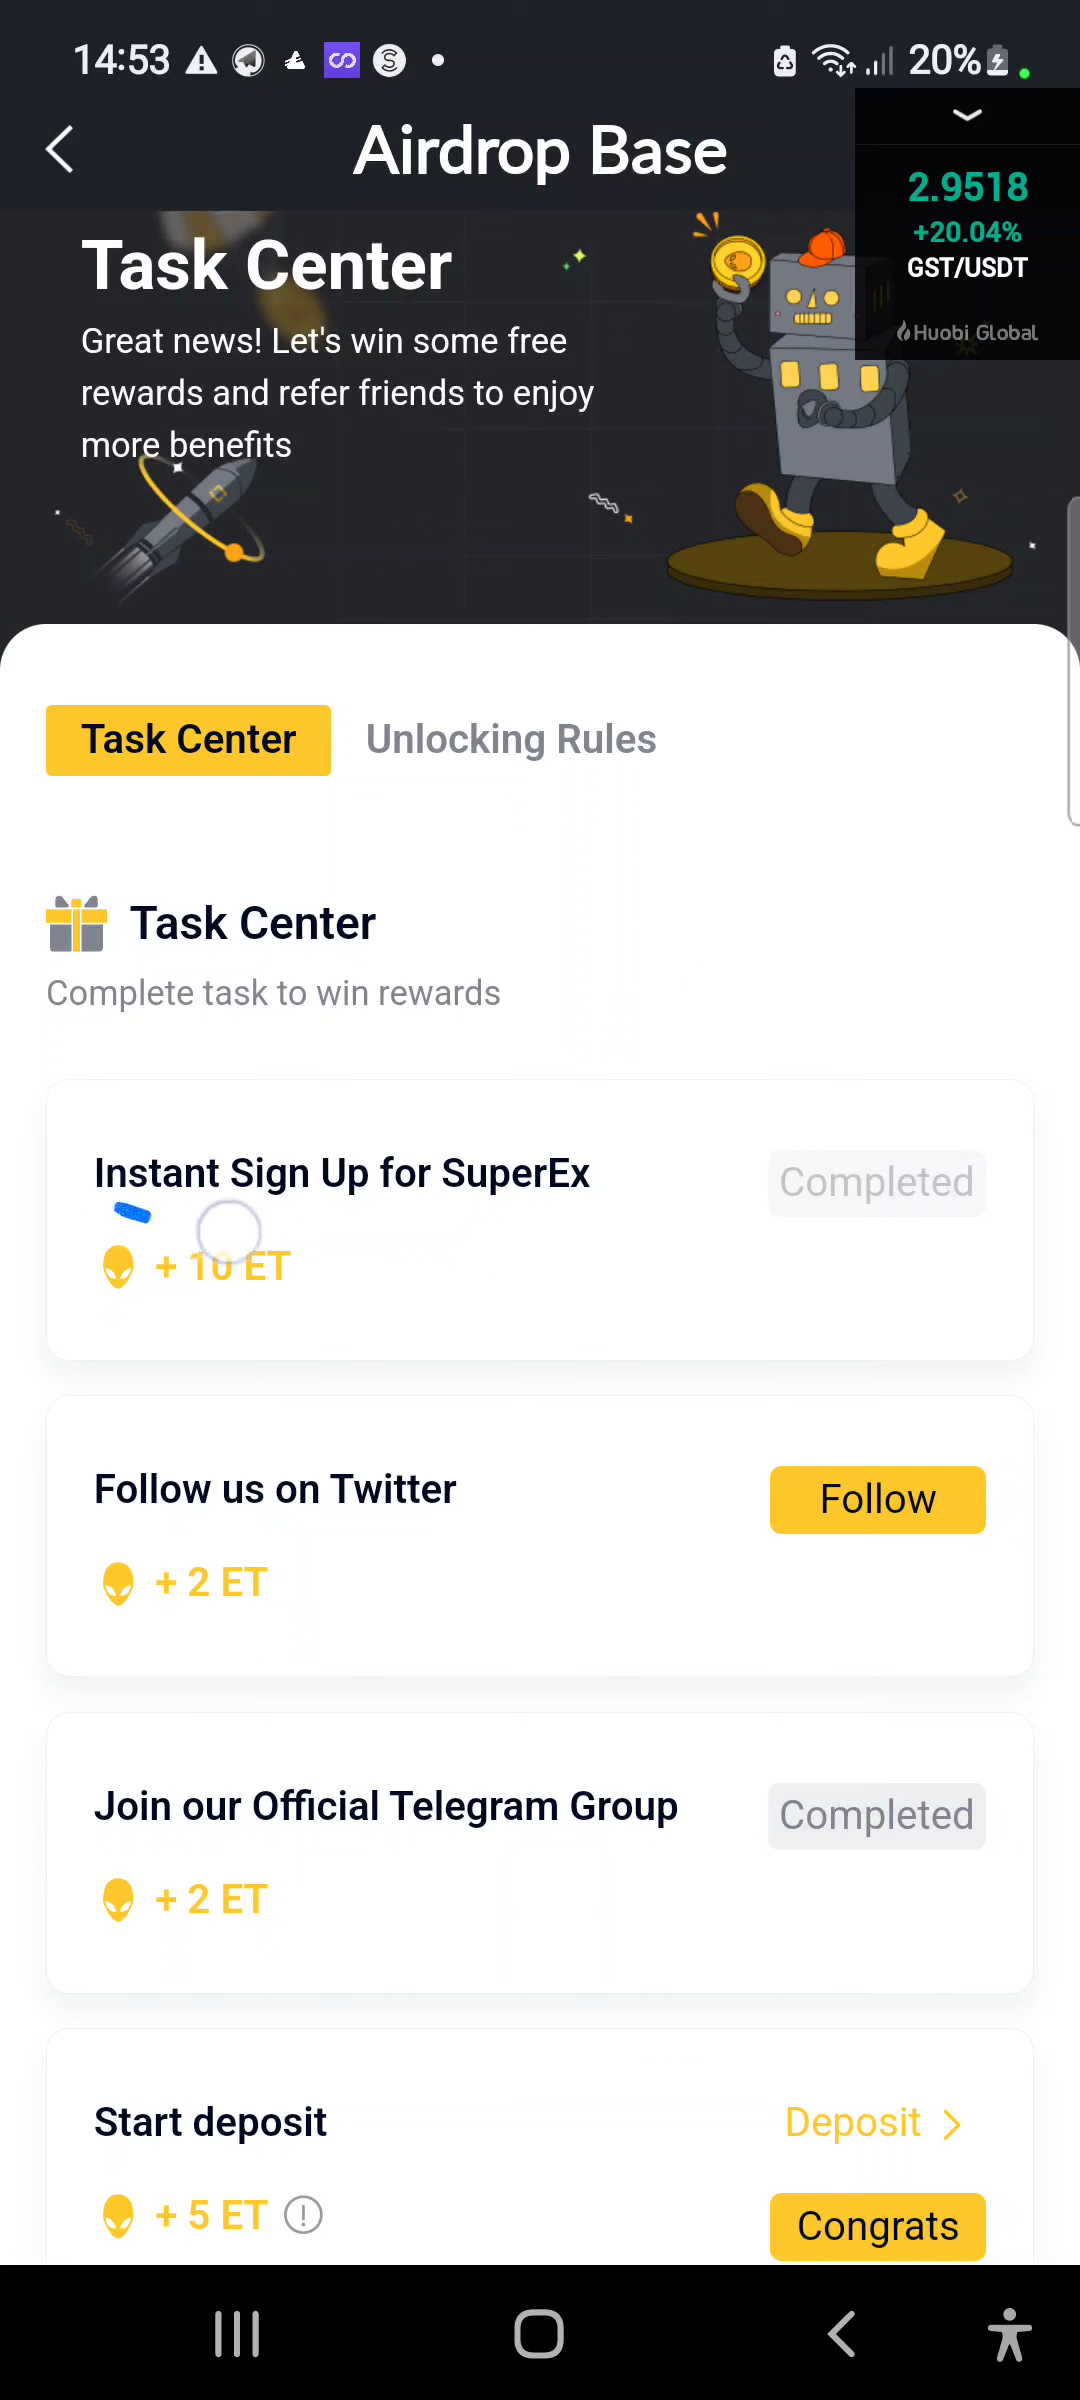 14:53
20%
Airdrop Base
2.9518
+20.04%
GST/USDT
Huobi Global
Task Center
Great news! Let's win some free
rewards and refer friends to enjoy
more benefits
Task Center
Unlocking Rules
Task Center
Complete task to win rewards
Instant Sign Up for SuperEx
Completed
+ 10 ET
Follow us on Twitter
Follow
+ 2 ET
Join our Official Telegram Group
Completed
+ 2 ET
Start deposit
Deposit
+ 5 ET
Congrats